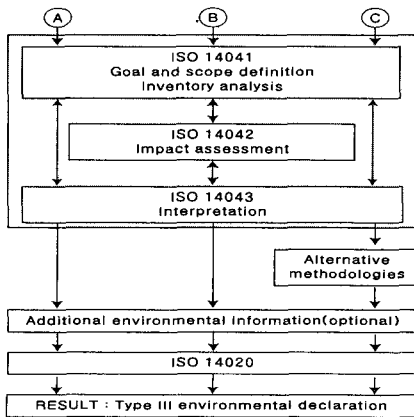 A B C
ISO 14041
Goal and scope definition
Inventory analysis
ISO 14042
Impact assessment
ISO 14043
Interpretation
Alternative
methodologies
Additional environmental information(optional)
ISO 14020
RESULT : Type III environmental declaration